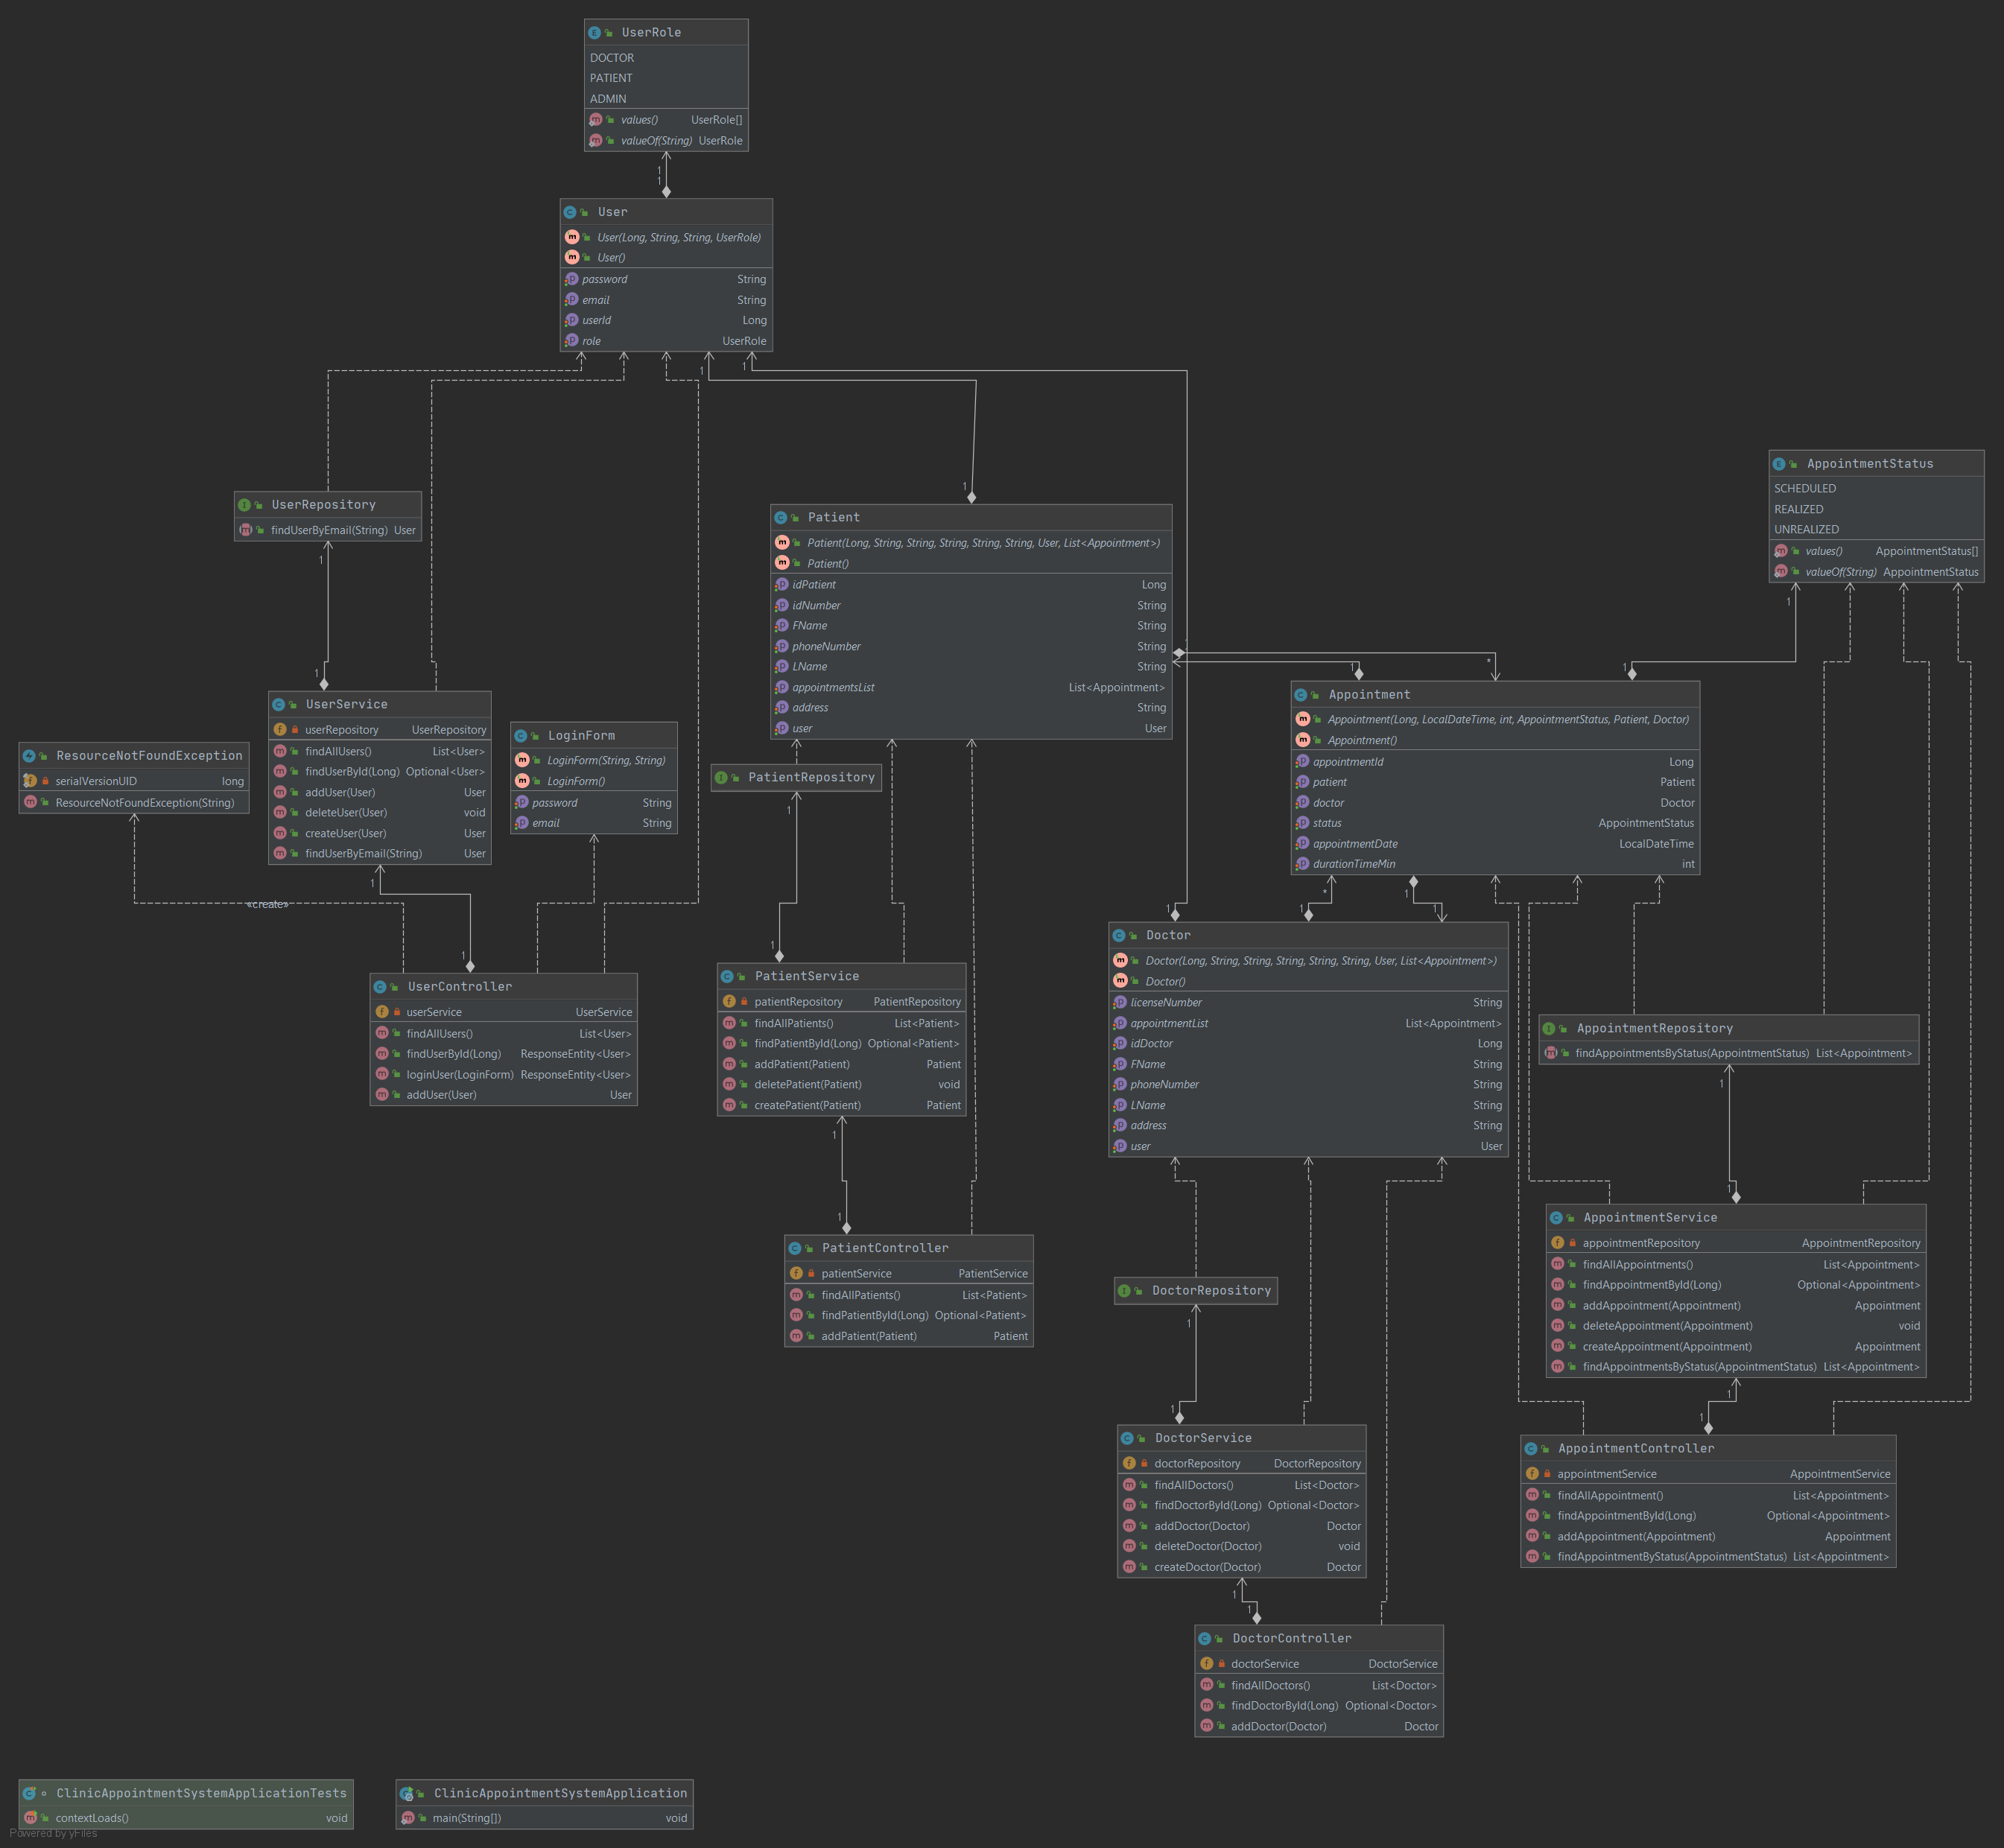 UserRole
DOCTOR
PATIENT
ADMIN
values() UserRole[]
valueOf(String) UserRole
1
1
User
User(Long, String, String, UserRole)
User()
password String
email String
userId Long
role UserRole
1
1
AppointmentStatus
SCHEDULED
REALIZED
UNREALIZED
values() AppointmentStatus[]
valueOf(String) AppointmentStatus
1
UserRepository
findUserByEmail(String) User
1
1
1
Patient
Patient(Long, String, String, String, String, String, User, List<Appointment>)
Patient()
idPatient Long
idNumber String
FName String
phoneNumber String
LName String
appointmentsList List<Appointment>
address String
user User
*
1
1
Appointment
Appointment(Long, LocalDateTime, int, AppointmentStatus, Patient, Doctor)
Appointment()
appointmentId Long
patient Patient
doctor Doctor
status AppointmentStatus
appointmentDate LocalDateTime
durationTimeMin int
UserService
userRepository UserRepository
findAllUsers() List<User>
findUserById(Long) Optional<User>
addUser(User) User
deleteUser(User) void
createUser(User) User
findUserByEmail(String) User
1
ResourceNotFoundException
serialVersionUID long
ResourceNotFoundException(String)
«create»
LoginForm
LoginForm(String, String)
LoginForm()
password String
email String
PatientRepository
1
*
1
1
1
1
1
1
1
Doctor
Doctor(Long, String, String, String, String, String, User, List<Appointment>)
Doctor()
licenseNumber String
appointmentList List<Appointment>
idDoctor Long
FName String
phoneNumber String
LName String
address String
user User
UserController
userService UserService
findAllUsers() List<User>
findUserById(Long) ResponseEntity<User>
loginUser(LoginForm) ResponseEntity<User>
addUser(User) User
PatientService
patientRepository PatientRepository
findAllPatients() List<Patient>
findPatientById(Long) Optional<Patient>
addPatient(Patient) Patient
deletePatient(Patient) void
createPatient(Patient) Patient
1
1
AppointmentRepository
findAppointmentsByStatus(AppointmentStatus) List<Appointment>
1
1
AppointmentService
appointmentRepository AppointmentRepository
findAllAppointments() List<Appointment>
findAppointmentById(Long) Optional<Appointment>
addAppointment(Appointment) Appointment
deleteAppointment(Appointment) void
createAppointment(Appointment) Appointment
findAppointmentsByStatus(AppointmentStatus) List<Appointment>
1
1
PatientController
patientService PatientService
findAllPatients() List<Patient>
findPatientById(Long) Optional<Patient>
addPatient(Patient) Patient
DoctorRepository
1
1
DoctorService
doctorRepository DoctorRepository
findAllDoctors() List<Doctor>
findDoctorById(Long) Optional<Doctor>
addDoctor(Doctor) Doctor
deleteDoctor(Doctor) void
createDoctor(Doctor) Doctor
1
1
AppointmentController
appointmentService AppointmentService
findAllAppointment() List<Appointment>
findAppointmentById(Long) Optional<Appointment>
addAppointment(Appointment) Appointment
findAppointmentByStatus(AppointmentStatus) List<Appointment>
DoctorController
doctorService DoctorService
findAllDoctors() List<Doctor>
findDoctorById(Long) Optional<Doctor>
addDoctor(Doctor) Doctor
ClinicAppointmentSystemApplicationTests
contextLoads() void
ClinicAppointmentSystemApplication
main(String[]) void
Powered by yFiles